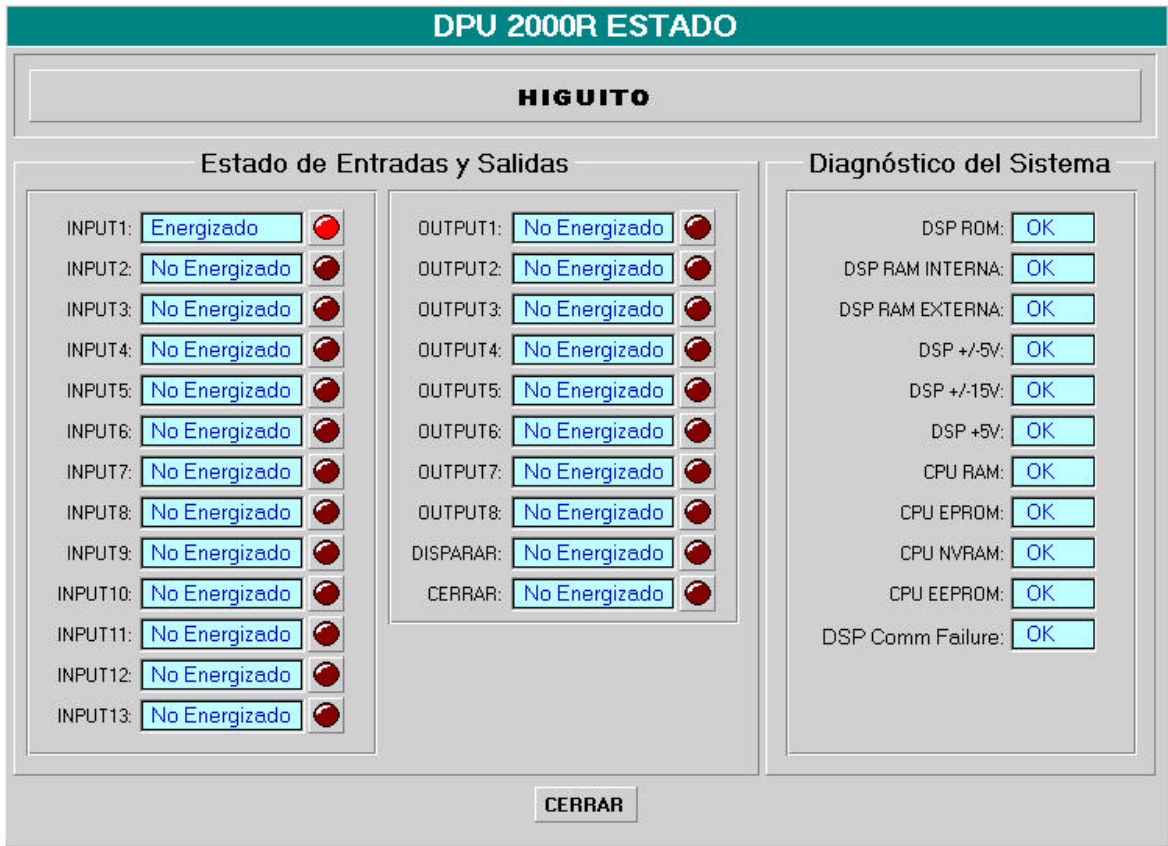 DPU 2000R ESTADO
HIGUITO
Estado de Entradas y Salidas
INPUT1: Energizado
INPUT2: No Energizado
INPUT3: No Energizado
INPUT4: No Energizado
INPUT5: No Energizado
INPUT6: No Energizado
INPUT7: No Energizado
INPUT8: No Energizado
INPUT9: No Energizado
INPUT10: No Energizado
INPUT11: No Energizado
INPUT12: No Energizado
INPUT13: No Energizado
OUTPUT1: No Energizado
OUTPUT2: No Energizado
OUTPUT3: No Energizado
OUTPUT4: No Energizado
OUTPUT5: No Energizado
OUTPUT6: No Energizado
OUTPUT7: No Energizado
OUTPUT8: No Energizado
DISPARAR: No Energizado
CERRAR: No Energizado
Diagnóstico del Sistema
DSP ROM: OK
DSP RAM INTERNA: OK
DSP RAM EXTERNA: OK
DSP +/-5V: OK
DSP +/-15V: OK
DSP +5V: OK
CPU RAM: OK
CPU EPROM: OK
CPU NVRAM: OK
CPU EEPROM: OK
DSP Comm Failure: OK
CERRAR